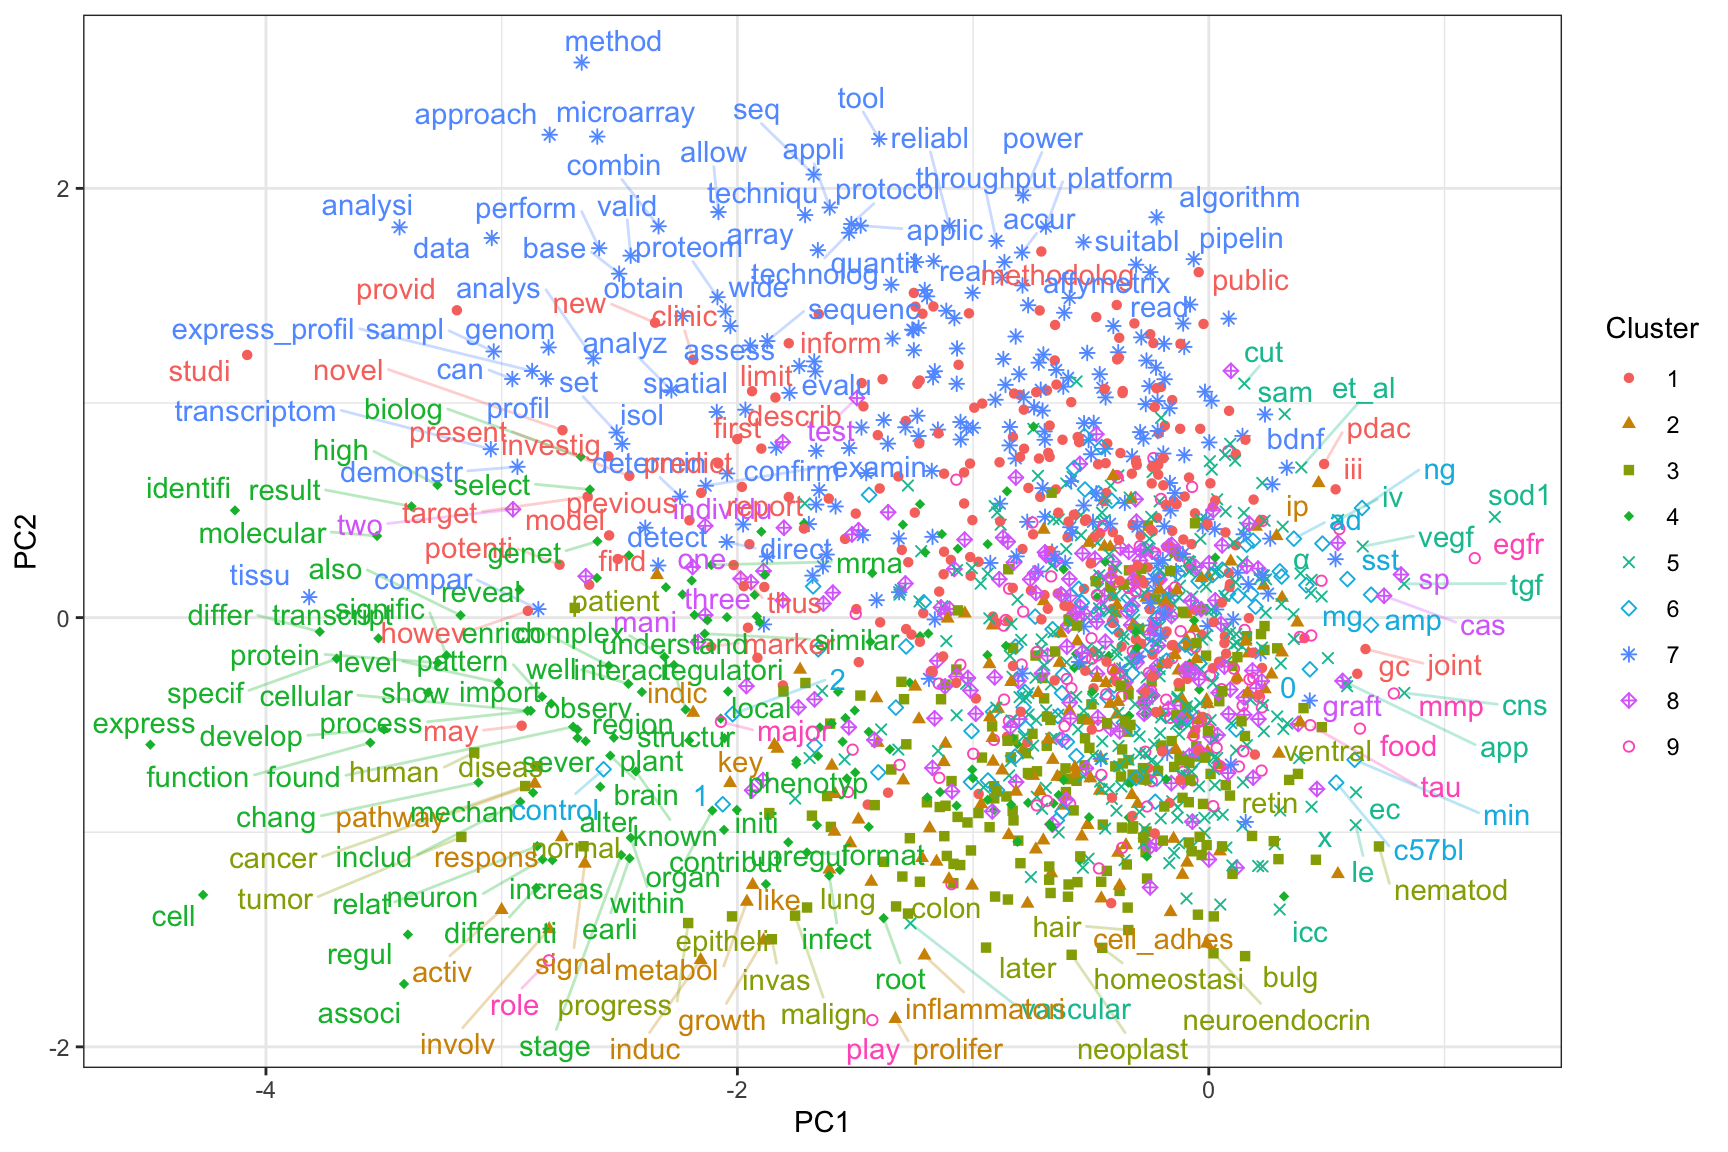 method
tool
approach microarray seq
reliabl power
combin allow appli
throughput platform
2
techniqu protocol algorithm
analysi perform valid
accur
data base proteom array applic suitabl pipelin
technolog quantit real methodolog
provid analys obtain wide affymetrix public
new clinic sequenc read
express_profil sampl genom
studi novel can analyz assess inform
cut
set spatial limit evalu sam et_al
transcriptom biolog profil isol describ
present investig first test bdnf pdac
high determin predict
demonstr confirm examin iii ng
identifi result select
target previous individu report ip iv sod1
molecular two model
potenti genet find detect direct ad vegf egfr
also one mrna α sst
tissu compar sp tgf
reveal three thus
differ transcript signific patient
0
mani mg amp cas
howev enrich complex understand marker similar
protein level pattern well interact regulatori gc joint
specif cellular show import indic 2 0
express process observ local graft mmp cns
develop may region major
structur food app
function found human diseas sever plant key ventral
phenotyp tau
brain 1 retin ec
chang pathway mechan control min
alter known initi x
cancer includ respons normal contribut upregul format c57bl
organ le
tumor relat neuron increas within like lung colon nematod
cell
differenti earli epitheli infect hair cell_adhes icc
regul activ signal metabol invas root later homeostasi bulg
associ role progress growth malign inflammatori vascular neuroendocrin
involv stage induc play prolifer neoplast
-2
-4 -2 0
PC1
PC2
Cluster
1
2
3
4
5
6
7
8
9